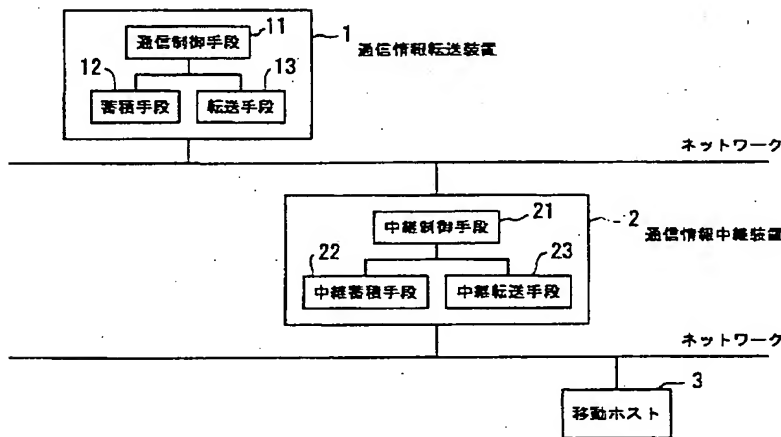 通信制御手段
11
1
通信情報転送装置
12
13
蓄積手段
転送手段
ネットワーク
中継制御手段
21
2
通信情報中継装置
22
23
中継蓄積手段
中継転送手段
ネットワーク
3
移動ホスト